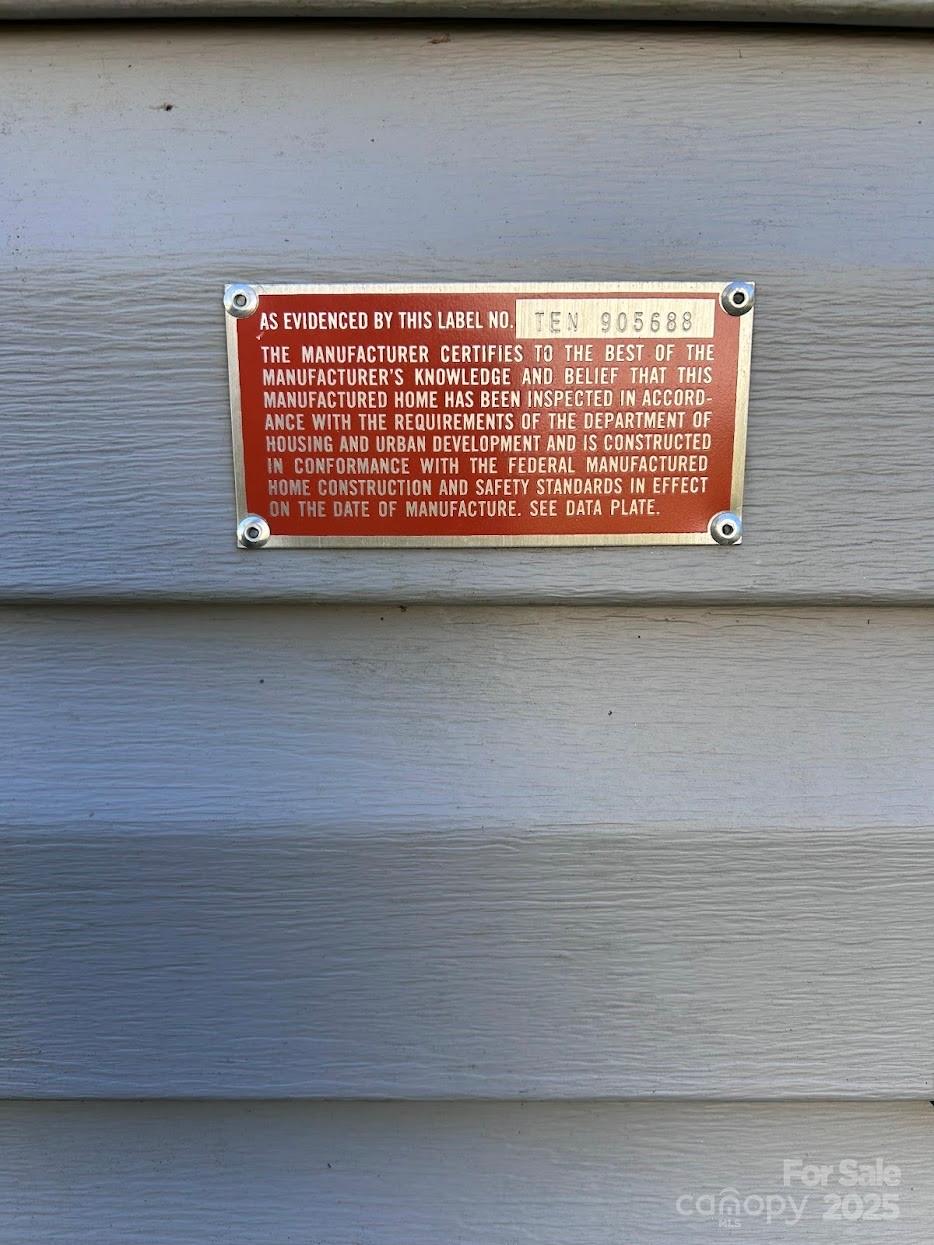 AS EVIDENCED BY THIS LABEL NO. TEN 905688
THE MANUFACTURER CERTIFIES TO THE BEST OF THE
MANUFACTURER'S KNOWLEDGE AND BELIEF THAT THIS
MANUFACTURED HOME HAS BEEN INSPECTED IN ACCORD-
ANCE WITH THE REQUIREMENTS OF THE DEPARTMENT OF
HOUSING AND URBAN DEVELOPMENT AND IS CONSTRUCTED
IN CONFORMANCE WITH THE FEDERAL MANUFACTURED
HOME CONSTRUCTION AND SAFETY STANDARDS IN EFFECT
ON THE DATE OF MANUFACTURE. SEE DATA PLATE.
For Sale
canopy 2025
MLS